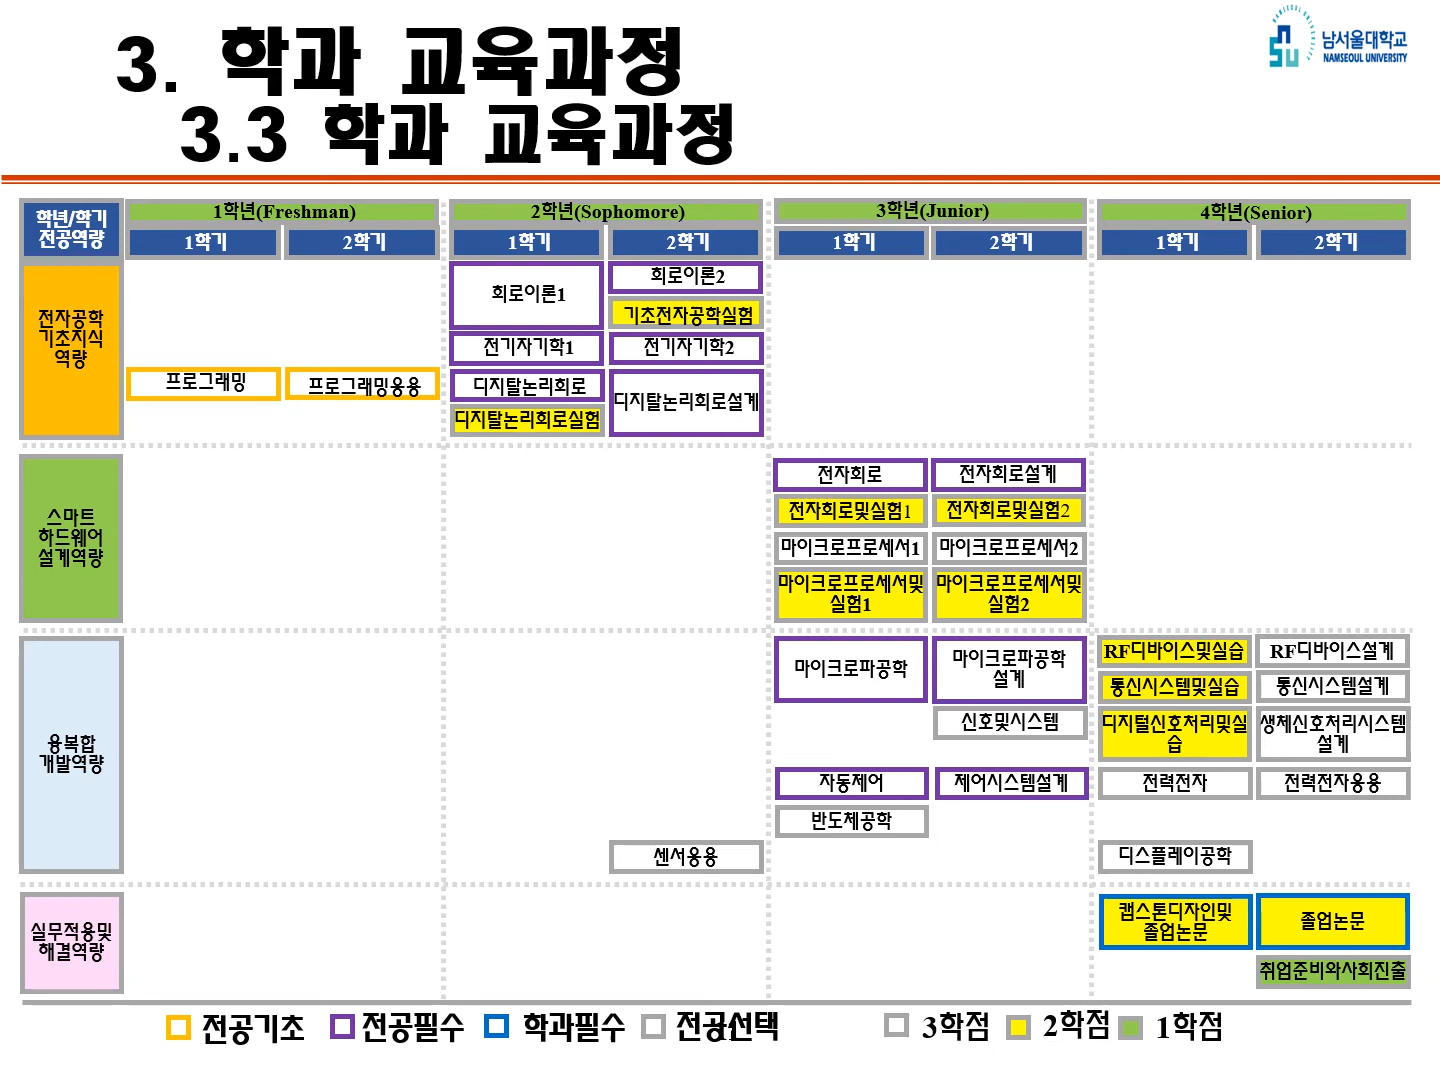 3. 학과 교육과정
3.3 학과 교육과정
남서울대학교
NAMSEOUL UNIVERSITY
학년/학기
전공역량
1학년(Freshman)
2학년(Sophomore)
3학년(Junior)
4학년(Senior)
1학기
2학기
1학기
2학기
1학기
2학기
1학기
2학기
전자공학
기초지식
역량
회로이론1
회로이론2
기초전자공학실험
전기자기학1
전기자기학2
프로그래밍
프로그래밍응용
디지탈논리회로
디지탈논리회로설계
디지탈논리회로실험
스마트
하드웨어
설계역량
전자회로
전자회로설계
전자회로및실험1
전자회로및실험2
마이크로프로세서1
마이크로프로세서2
마이크로프로세서및
실험1
마이크로프로세서및
실험2
융복합
개발역량
마이크로파공학
마이크로파공학
설계
RF디바이스및실습
RF디바이스설계
통신시스템및실습
통신시스템설계
신호및시스템
디지털신호처리및실
습
생체신호처리시스템
설계
자동제어
제어시스템설계
전력전자
전력전자응용
반도체공학
센서응용
디스플레이공학
실무적용및
해결역량
캡스톤디자인및
졸업논문
졸업논문
취업준비와사회진출
전공기초
전공필수
학과필수
전공선택
11
3학점
2학점
1학점